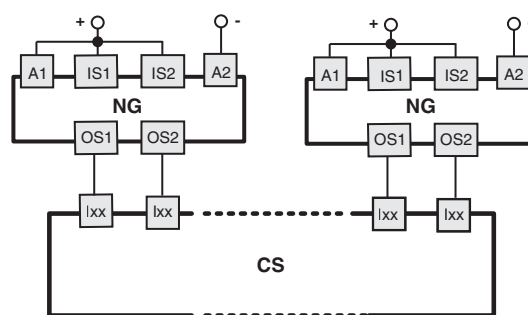 + - + -
A1 IS1 IS2 A2 A1 IS1 IS2 A2
NG NG
OS1 OS2 OS1 OS2
Ixx Ixx Ixx Ixx
CS